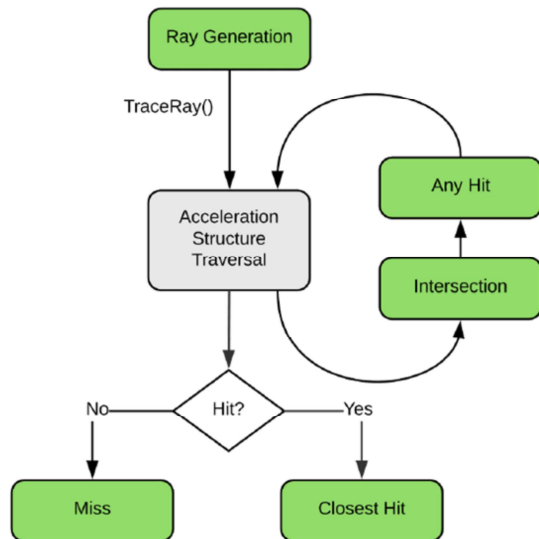 Ray Generation
TraceRay()
Any Hit
Acceleration
Structure
Traversal
Intersection
Hit?
No
Yes
Miss
Closest Hit